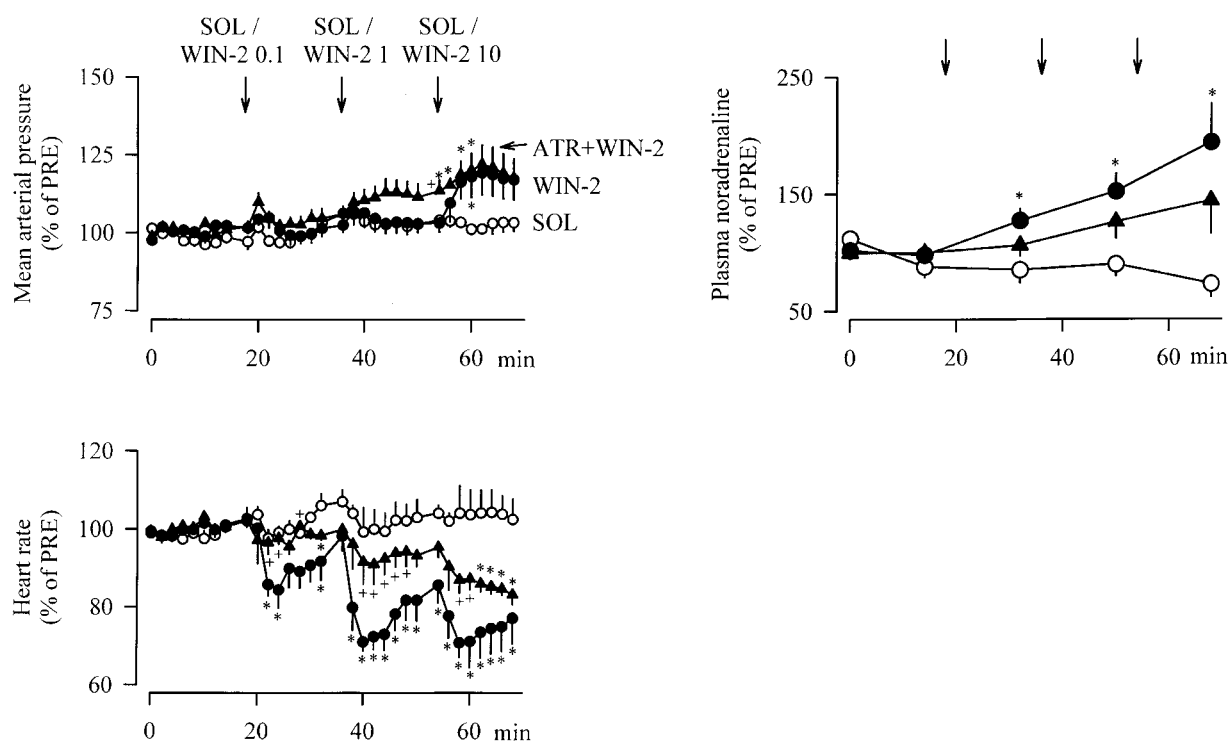 SOL / SOL / SOL /
WIN-2 0.1 WIN-2 1 WIN-2 10
Mean arterial pressure
(% of PRE)
150
125
100
75
ATR+WIN-2
WIN-2
SOL
0 20 40 60 min
Plasma noradrenaline
(% of PRE)
250
150
50
0 20 40 60 min
Heart rate
(% of PRE)
120
100
80
60
0 20 40 60 min